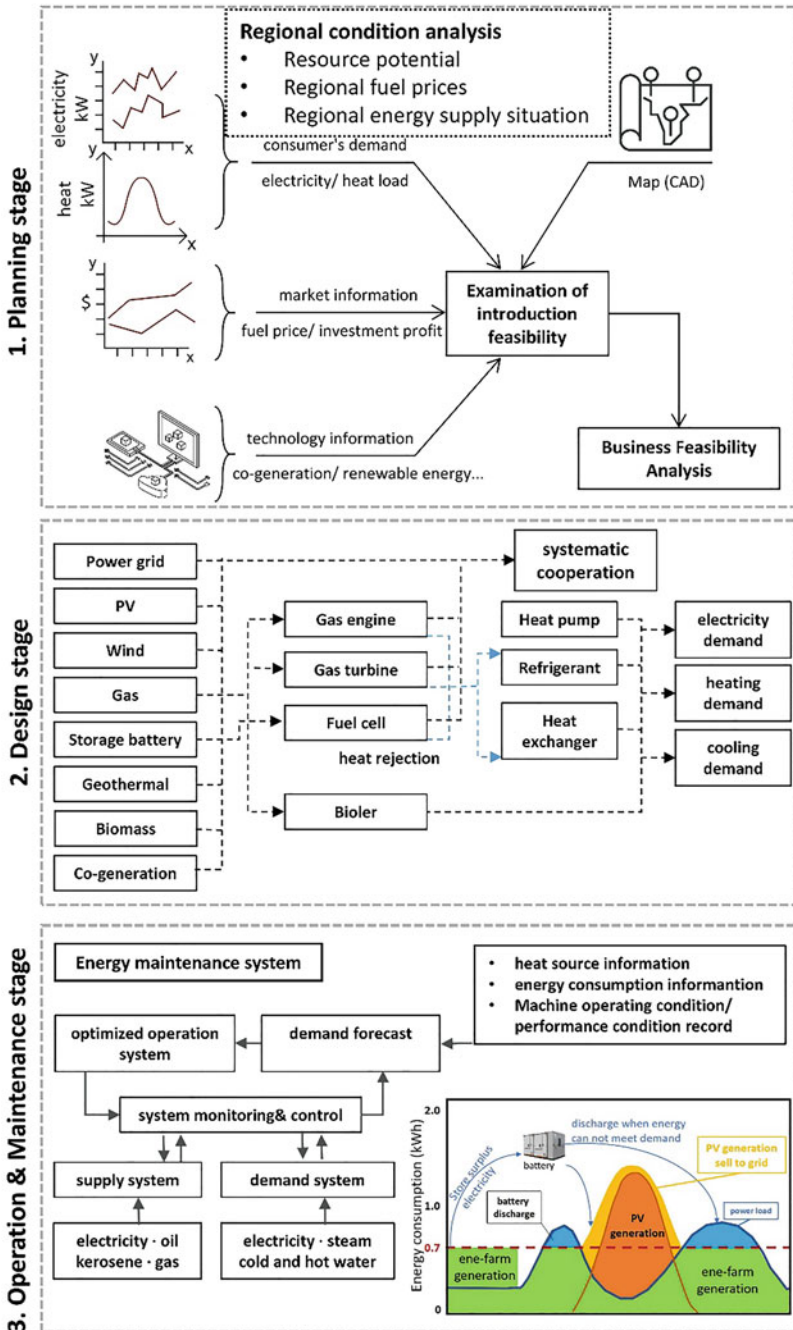 1. Planning stage
Regional condition analysis
• Resource potential
• Regional fuel prices
• Regional energy supply situation
y
electricity
kW
y
x
heat
kW
x
consumer's demand
electricity/ heat load
Map (CAD)
y
$
x
market information
fuel price/ investment profit
Examination of
introduction
feasibility
technology information
co-generation/ renewable energy...
Business Feasibility
Analysis
2. Design stage
Power grid
PV
Wind
Gas
Storage battery
Geothermal
Biomass
Co-generation
Gas engine
Gas turbine
Fuel cell
heat rejection
Bioler
systematic
cooperation
Heat pump
Refrigerant
Heat
exchanger
electricity
demand
heating
demand
cooling
demand
3. Operation & Maintenance stage
Energy maintenance system
• heat source information
• energy consumption informantion
• Machine operating condition/
performance condition record
optimized operation
system
demand forecast
system monitoring& control
supply system
demand system
electricity · oil
kerosene · gas
electricity · steam
cold and hot water
Energy consumption (kWh)
2.0
1.0
0.7
0
Store surplus
electricity
battery
discharge when energy
can not meet demand
PV generation
sell to grid
battery
discharge
PV
generation
power load
ene-farm
generation
ene-farm
generation